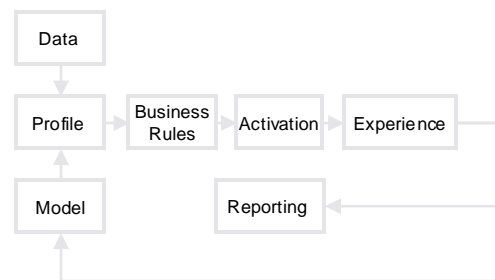 Data
Profile
Business
Rules
Activation
Experience
Model
Reporting